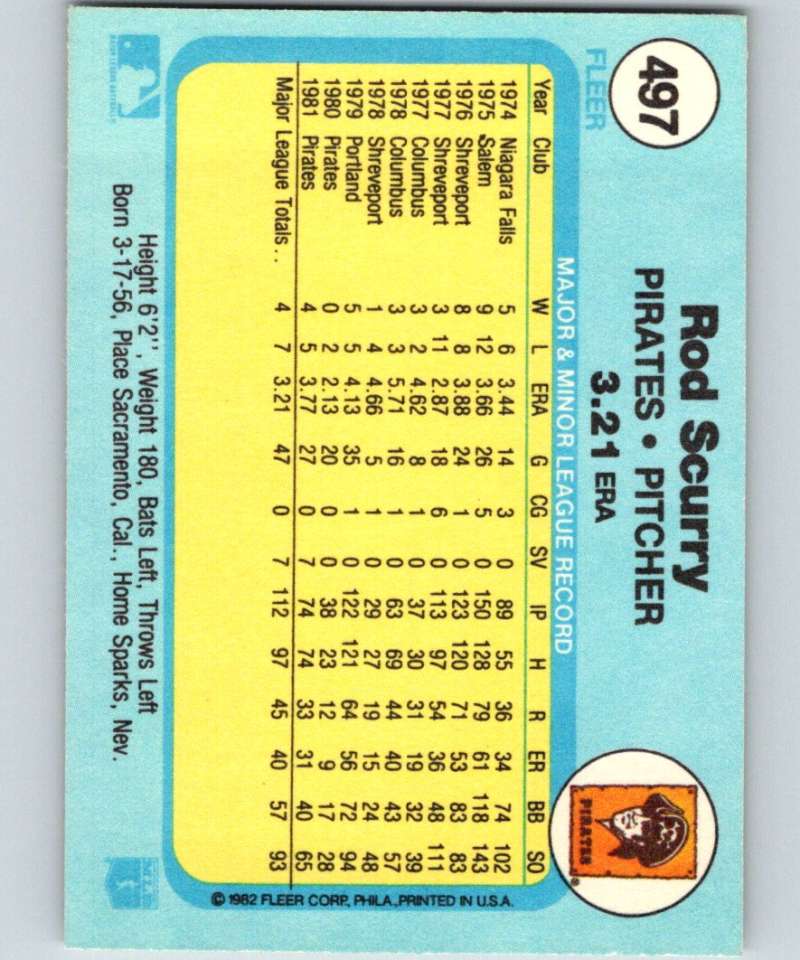 497
FLEER
Rod Scurry
PIRATES • PITCHER
3.21 ERA
PIRATES
®
MAJOR & MINOR LEAGUE RECORD
Year Club W L ERA G CG SV IP H R ER BB SO
1974 Niagara Falls 5 6 3.44 14 3 0 89 55 36 34 74 102
1975 Salem 9 12 3.66 26 5 0 150 128 79 61 118 143
1976 Shreveport 8 8 3.88 24 1 0 123 120 71 53 83 83
1977 Shreveport 3 11 2.87 18 6 0 113 97 54 36 48 111
1977 Columbus 3 2 4.62 8 1 0 37 30 31 19 32 39
1978 Columbus 3 3 5.71 16 1 0 63 69 44 40 43 57
1978 Shreveport 1 4 4.66 5 1 0 29 27 19 15 24 48
1979 Portland 5 5 4.13 35 1 0 122 121 64 56 72 94
1980 Pirates 0 2 2.13 20 0 0 38 23 12 9 17 28
1981 Pirates 4 5 3.77 27 0 7 74 74 33 31 40 65
Major League Totals . . 4 7 3.21 47 0 7 112 97 45 40 57 93
Height 6'2", Weight 180, Bats Left, Throws Left
Born 3-17-56, Place Sacramento, Cal., Home Sparks, Nev.
© 1982 FLEER CORP., PHILA., PRINTED IN U.S.A.